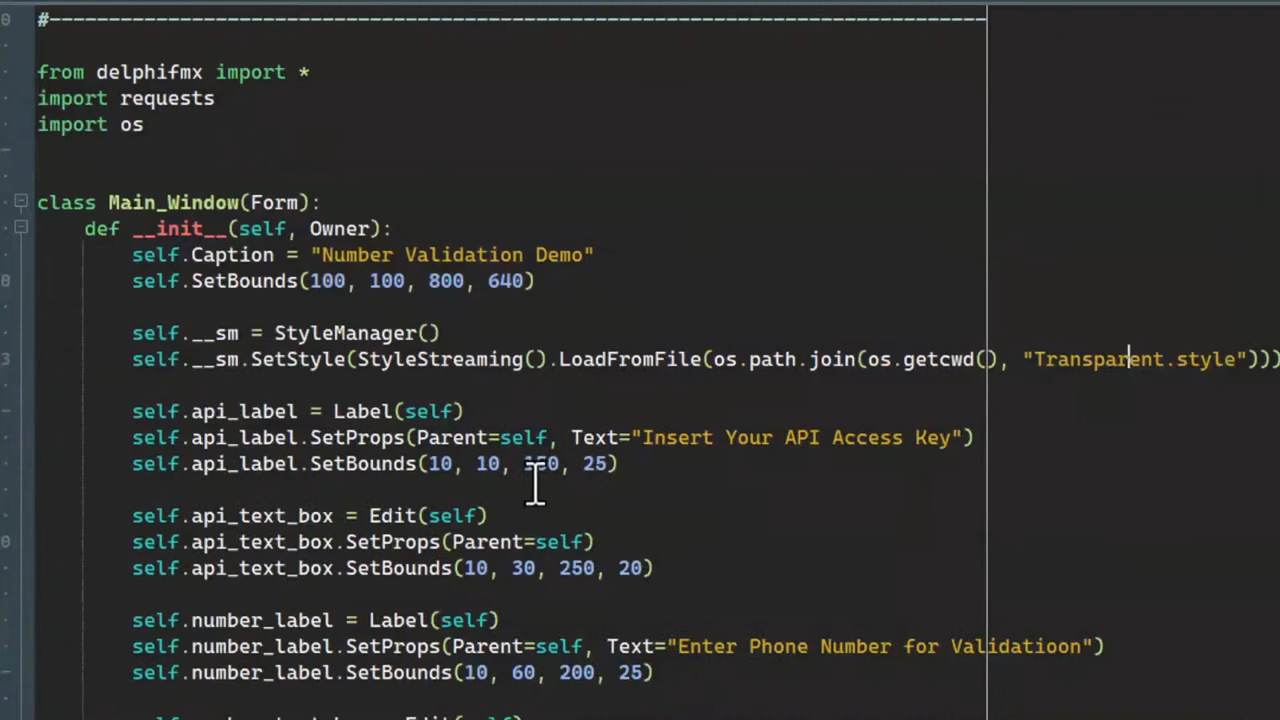 #-------------------------------------------------------------------------------
from delphifmx import *
import requests
import os
class Main_Window(Form):
def __init__(self, Owner):
self.Caption = "Number Validation Demo"
self.SetBounds(100, 100, 800, 640)
self.__sm = StyleManager()
self.__sm.SetStyle(StyleStreaming().LoadFromFile(os.path.join(os.getcwd(), "Transparent.style")))
self.api_label = Label(self)
self.api_label.SetProps(Parent=self, Text="Insert Your API Access Key")
self.api_label.SetBounds(10, 10, 150, 25)
self.api_text_box = Edit(self)
self.api_text_box.SetProps(Parent=self)
self.api_text_box.SetBounds(10, 30, 250, 20)
self.number_label = Label(self)
self.number_label.SetProps(Parent=self, Text="Enter Phone Number for Validatioon")
self.number_label.SetBounds(10, 60, 200, 25)